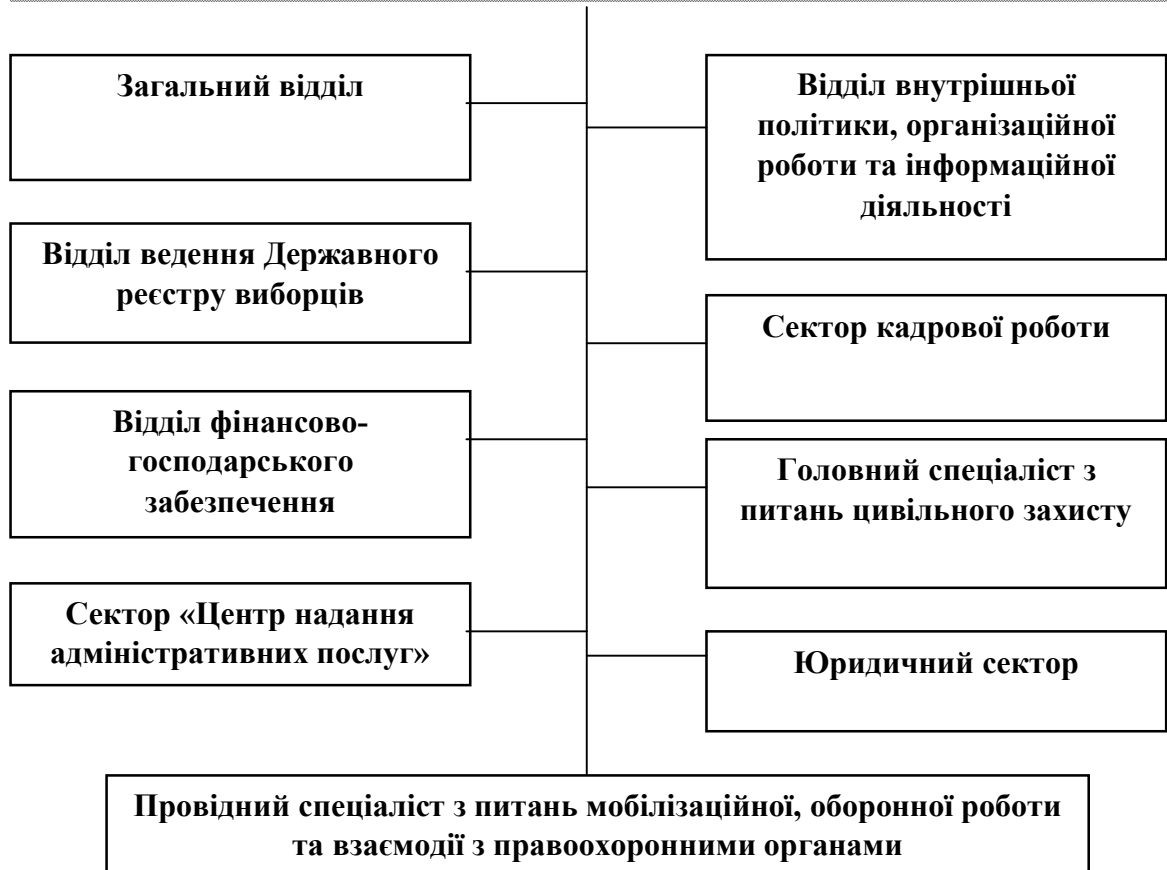 Загальний відділ
Відділ внутрішньої
політики, організаційної
роботи та інформаційної
діяльності
Відділ ведення Державного
реєстру виборців
Сектор кадрової роботи
Відділ фінансово-
господарського
забезпечення
Головний спеціаліст з
питань цивільного захисту
Сектор «Центр надання
адміністративних послуг»
Юридичний сектор
Провідний спеціаліст з питань мобілізаційної, оборонної роботи
та взаємодії з правоохоронними органами